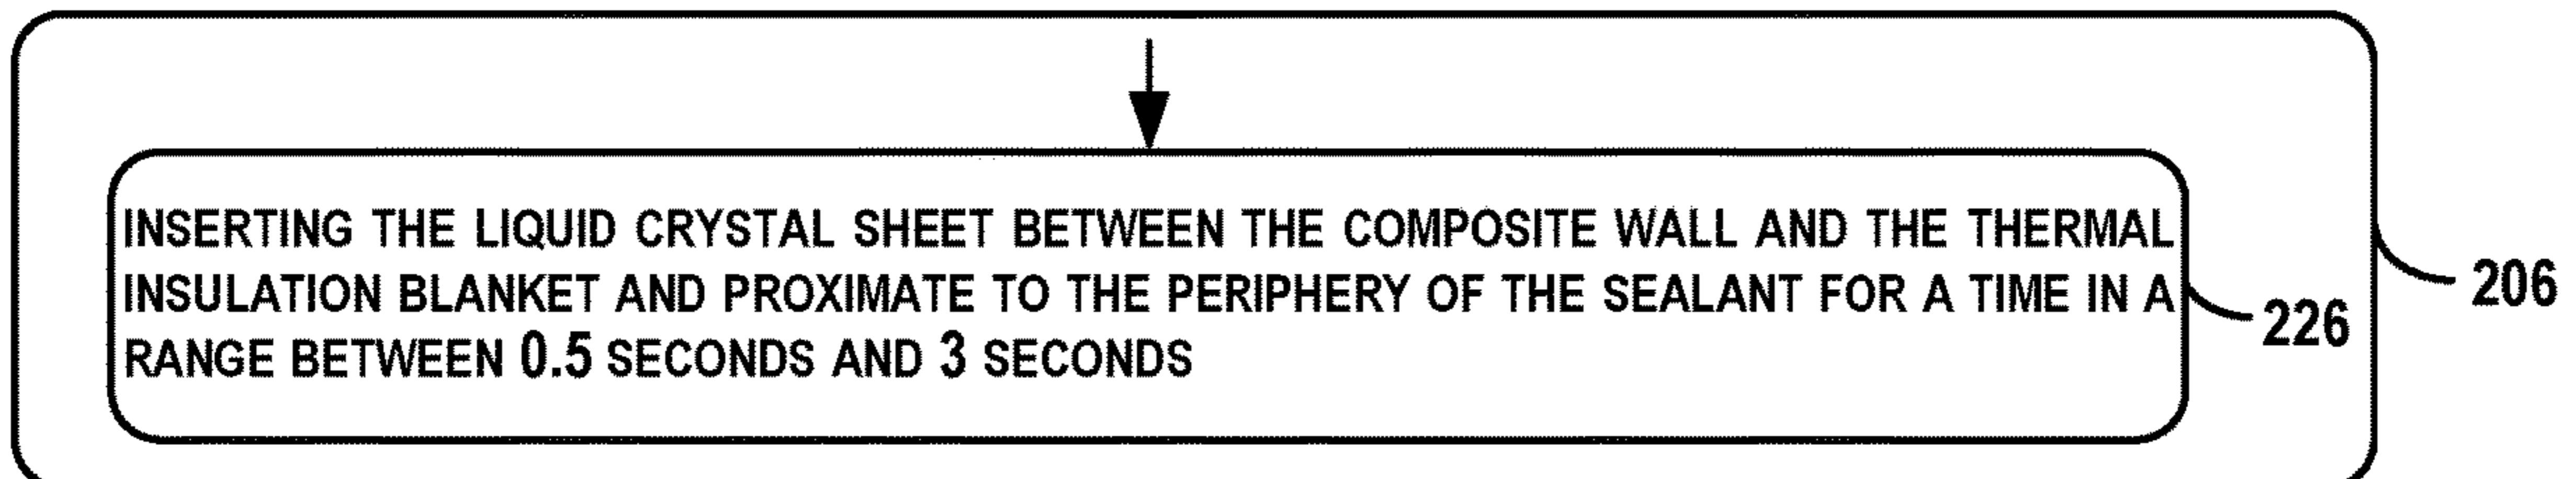 INSERTING THE LIQUID CRYSTAL SHEET BETWEEN THE COMPOSITE WALL AND THE THERMAL
INSULATION BLANKET AND PROXIMATE TO THE PERIPHERY OF THE SEALANT FOR A TIME IN A
RANGE BETWEEN 0.5 SECONDS AND 3 SECONDS
226
206